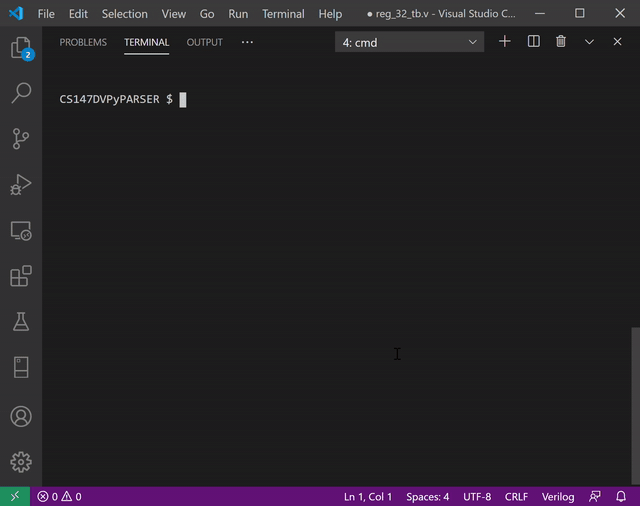 File Edit Selection View Go Run Terminal Help ● reg_32_tb.v - Visual Studio C...
PROBLEMS TERMINAL OUTPUT ··· 4: cmd
2
CS147DVPyPARSER $
0 0 Ln 1, Col 1 Spaces: 4 UTF-8 CRLF Verilog